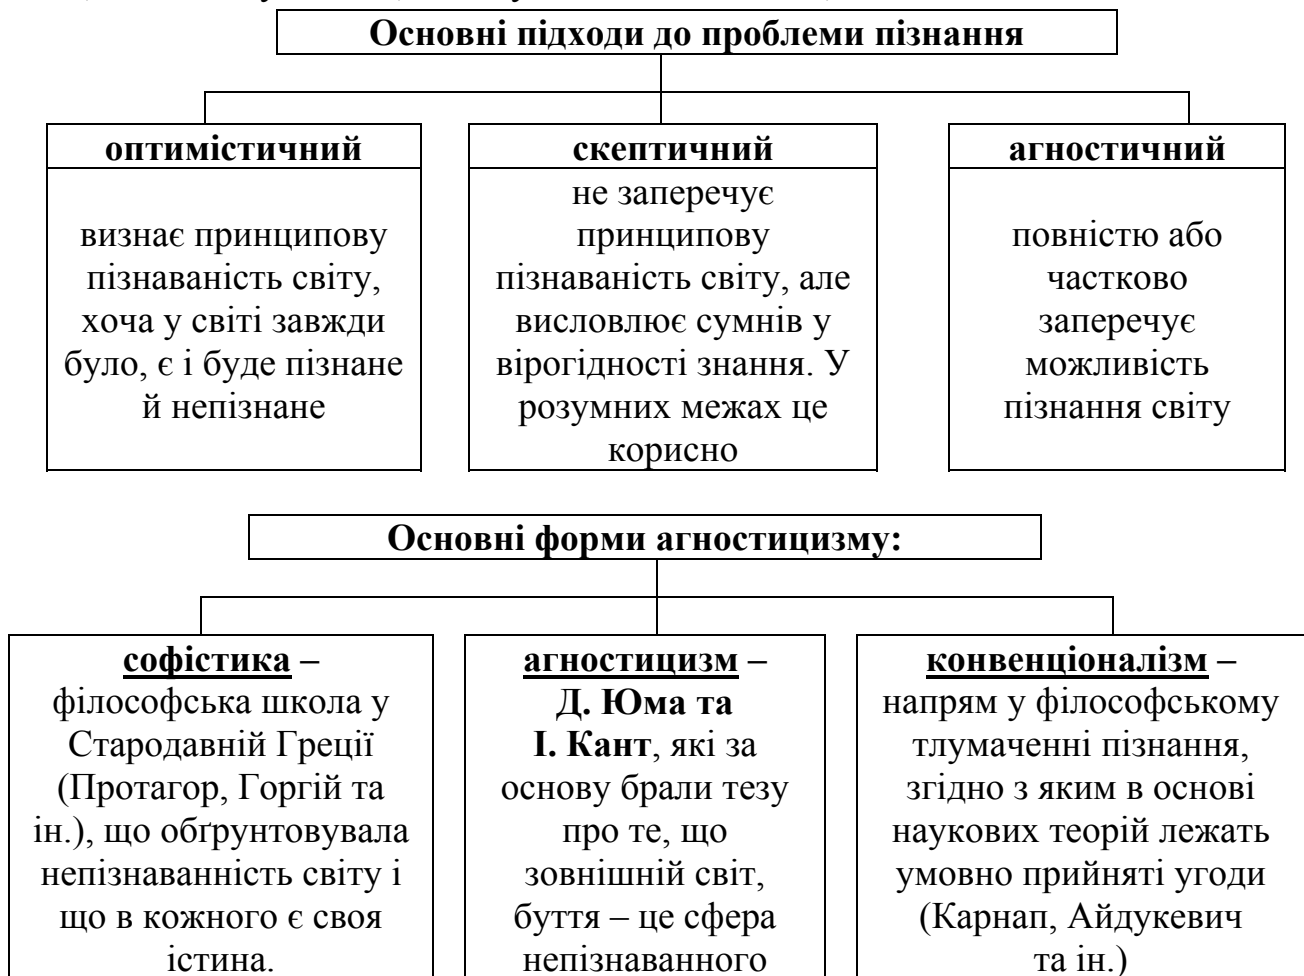 Основні підходи до проблеми пізнання
оптимістичний
визнає принципову
пізнаваність світу,
хоча у світі завжди
було, є і буде пізнане
й непізнане
скептичний
не заперечує
принципову
пізнаваність світу, але
висловлює сумнів у
вірогідності знання. У
розумних межах це
корисно
агностичний
повністю або
частково
заперечує
можливість
пізнання світу
Основні форми агностицизму:
софістика –
філософська школа у
Стародавній Греції
(Протагор, Горгій та
ін.), що обґрунтовувала
непізнаванність світу і
що в кожного є своя
істина.
агностицизм –
Д. Юма та
І. Кант, які за
основу брали тезу
про те, що
зовнішній світ,
буття – це сфера
непізнаванного
конвенціоналізм –
напрям у філософському
тлумаченні пізнання,
згідно з яким в основі
наукових теорій лежать
умовно прийняті угоди
(Карнап, Айдукевич
та ін.)